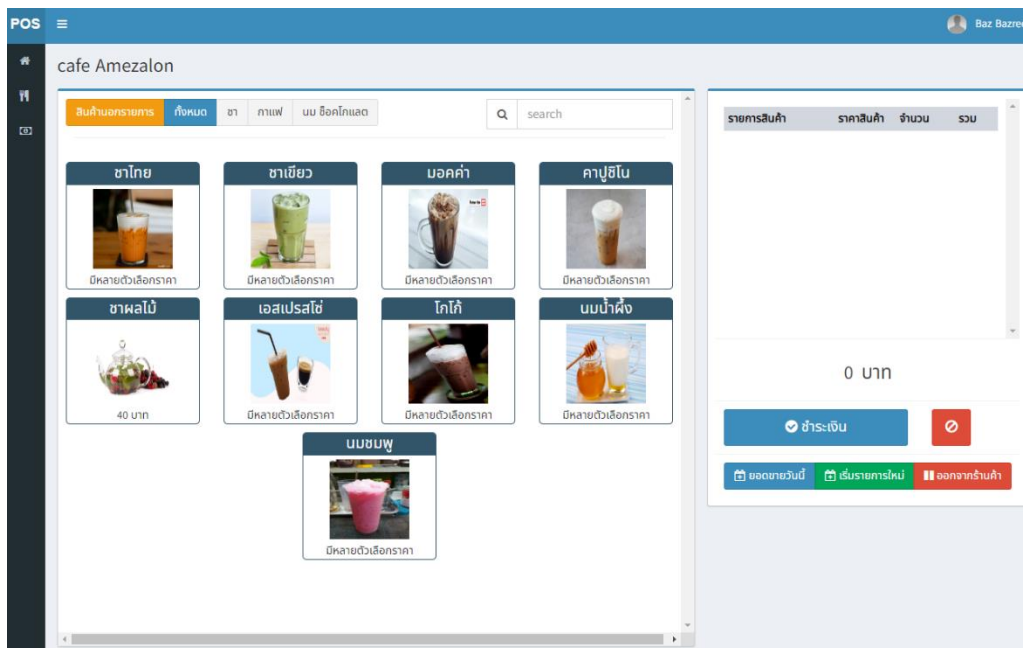 POS
Baz Bazree
cafe Amezalon
สินค้านอกรายการ ทั้งหมด ชา กาแฟ นม ช็อคโกแลต search
รายการสินค้า ราคาสินค้า จำนวน รวม
ชาไทย ชาเขียว มอคค่า คาปูชิโน
มีหลายตัวเลือกราคา มีหลายตัวเลือกราคา มีหลายตัวเลือกราคา มีหลายตัวเลือกราคา
ชาผลไม้ เอสเปรสโซ่ โกโก้ นมน้ำผึ้ง
40 บาท มีหลายตัวเลือกราคา มีหลายตัวเลือกราคา มีหลายตัวเลือกราคา
นมชมพู
มีหลายตัวเลือกราคา
0 บาท
ชำระเงิน
ยอดขายวันนี้ เริ่มรายการใหม่ ออกจากร้านค้า